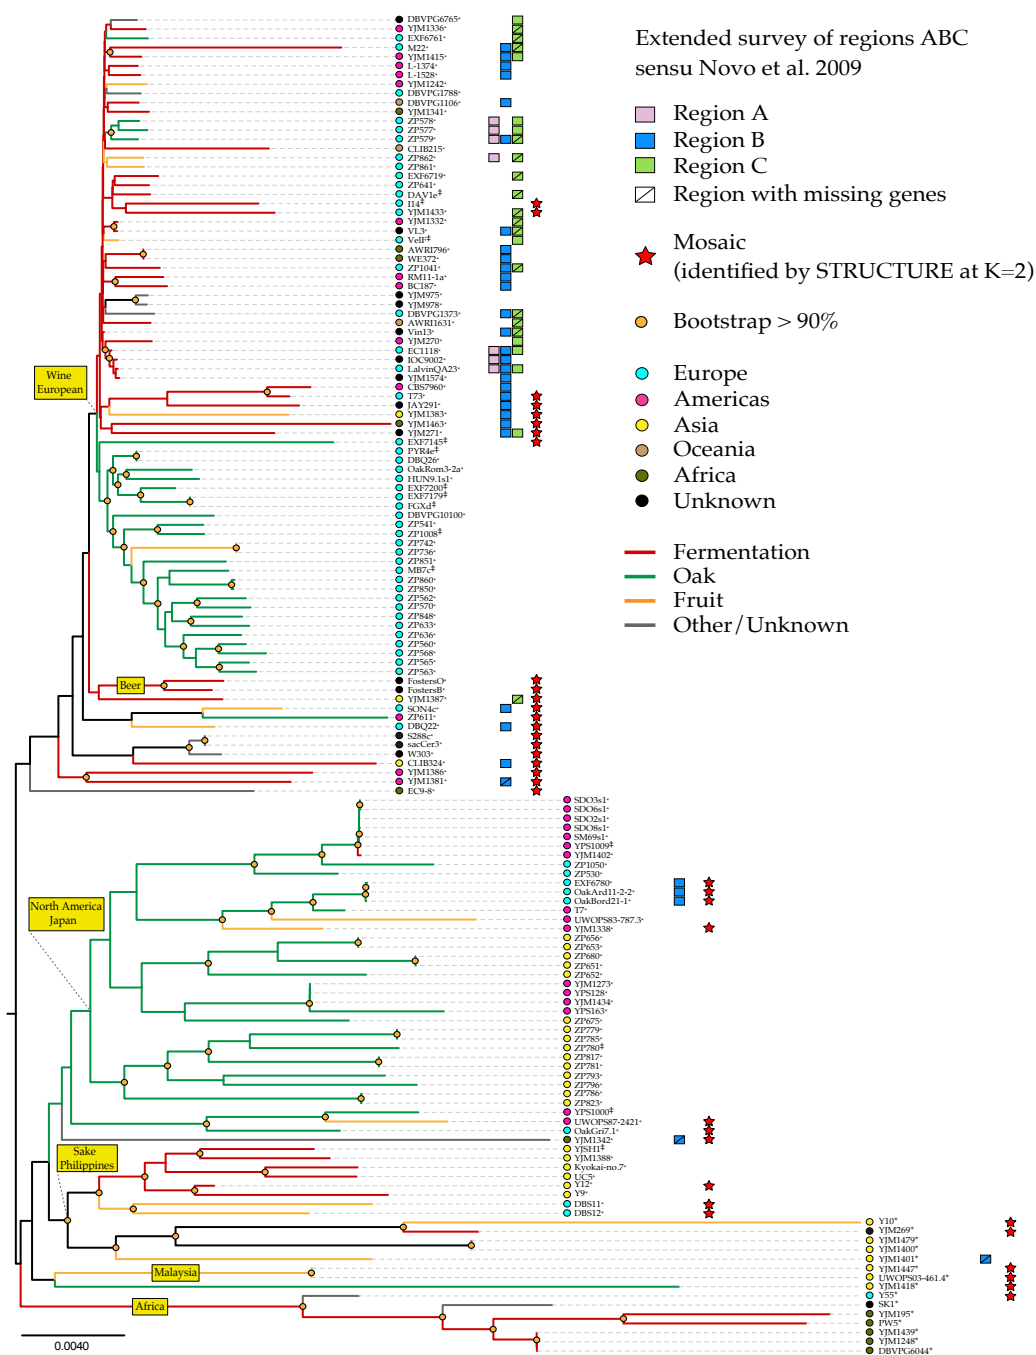 DBVPG6765*
YJM1336*
EXF6761*
M22*
YJM1415*
L-1374*
L-1528*
YJM1242*
DBVPG1788*
DBVPG1106*
YJM1341*
ZP578*
ZP577*
ZP579*
CLIB215*
ZP862*
ZP861*
EXF6719*
ZP641*
DAV1e‡
I14‡
YJM1433*
YJM1332*
VL3*
VelF‡
AWRI796*
WE372*
ZP1041*
RM11-1a*
BC187*
YJM975*
YJM978*
DBVPG1373*
AWRI1631*
Vin13*
YJM270*
EC1118*
IOC9002*
LalvinQA23*
YJM1574*
CBS7960*
T73*
JAY291*
YJM1383*
YJM1463*
YJM271*
EXF7145‡
PYR4e‡
DBQ26*
OakRom3-2a*
HUN9.1s1*
EXF7200‡
EXF7179‡
FGXd‡
DBVPG10100*
ZP541*
ZP1008‡
ZP742*
ZP736*
ZP851*
MB7c‡
ZP860*
ZP850*
ZP562*
ZP570*
ZP848*
ZP633*
ZP636*
ZP560*
ZP568*
ZP565*
ZP563*
FostersO*
FostersB*
YJM1387*
SON4c*
ZP611*
DBQ22*
S288c*
sacCer3*
W303*
CLIB324*
YJM1386*
YJM1381*
EC9-8*
Wine
European
Beer
Extended survey of regions ABC
sensu Novo et al. 2009
Region A
Region B
Region C
Region with missing genes
Mosaic
(identified by STRUCTURE at K=2)
Bootstrap > 90%
Europe
Americas
Asia
Oceania
Africa
Unknown
Fermentation
Oak
Fruit
Other/Unknown
SDO3s1*
SDO6s1*
SDO2s1*
SDO8s1*
SM69s1*
YPS1009‡
YJM1402*
ZP1050*
ZP530*
EXF6780*
OakArd11-2-2*
OakBord21-1*
T7*
UWOPS83-787.3*
YJM1338*
ZP656*
ZP653*
ZP680*
ZP651*
ZP652*
YJM1273*
YPS128*
YJM1434*
YPS163*
ZP675*
ZP779*
ZP785*
ZP780‡
ZP817*
ZP781*
ZP793*
ZP796*
ZP786*
ZP823*
YPS1000‡
UWOPS87-2421*
OakGri7.1*
YJM1342*
YJSH1‡
YJM1388*
Kyokai-no.7*
UC5*
Y12*
Y9*
DBS11*
DBS12*
North America
Japan
Sake
Philippines
Y10*
YJM269*
YJM1479*
YJM1400*
YJM1401*
YJM1447*
UWOPS03-461.4*
YJM1418*
Y55*
SK1*
YJM195*
PW5*
YJM1439*
YJM1248*
DBVPG6044*
Malaysia
Africa
0.0040